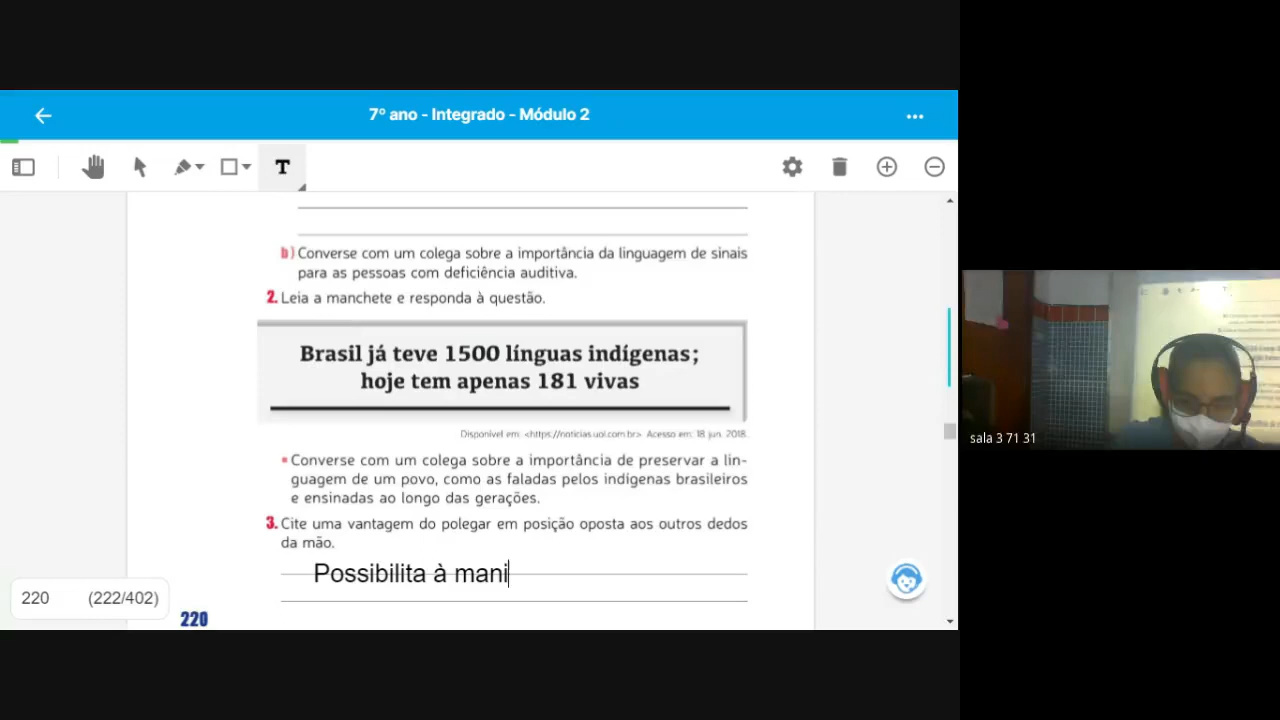 7º ano - Integrado - Módulo 2
T
b) Converse com um colega sobre a importância da linguagem de sinais
para as pessoas com deficiência auditiva.
2. Leia a manchete e responda à questão.
Brasil já teve 1500 línguas indígenas;
hoje tem apenas 181 vivas
Disponível em: <https://noticias.uol.com.br> Acesso em: 18 jun. 2018.
Converse com um colega sobre a importância de preservar a lin-
guagem de um povo, como as faladas pelos indígenas brasileiros
e ensinadas ao longo das gerações.
3. Cite uma vantagem do polegar em posição oposta aos outros dedos
da mão.
Possibilita à mani
220 (222/402)
220
sala 3 71 31